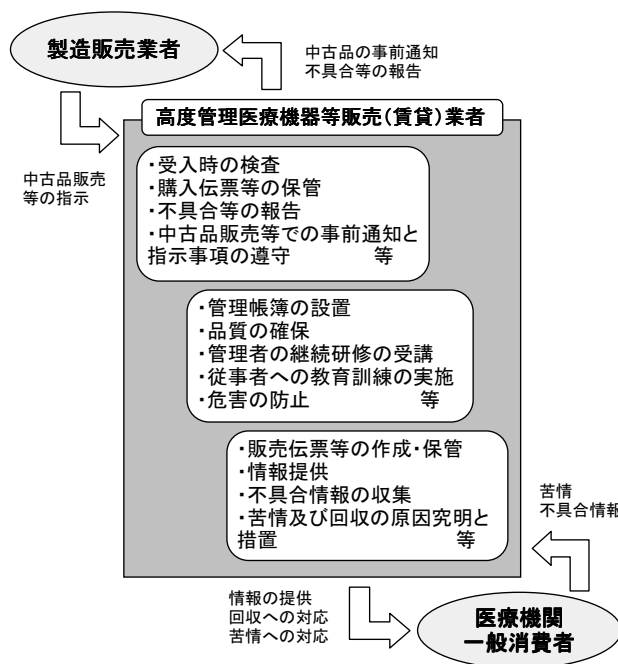 製造販売業者
中古品の事前通知
不具合等の報告
高度管理医療機器等販売(賃貸)業者
中古品販売
等の指示
・受入時の検査
・購入伝票等の保管
・不具合等の報告
・中古品販売等での事前通知と
指示事項の遵守 等
・管理帳簿の設置
・品質の確保
・管理者の継続研修の受講
・従事者への教育訓練の実施
・危害の防止 等
・販売伝票等の作成・保管
・情報提供
・不具合情報の収集
・苦情及び回収の原因究明と
措置 等
苦情
不具合情報
情報の提供
回収への対応
苦情への対応
医療機関
一般消費者